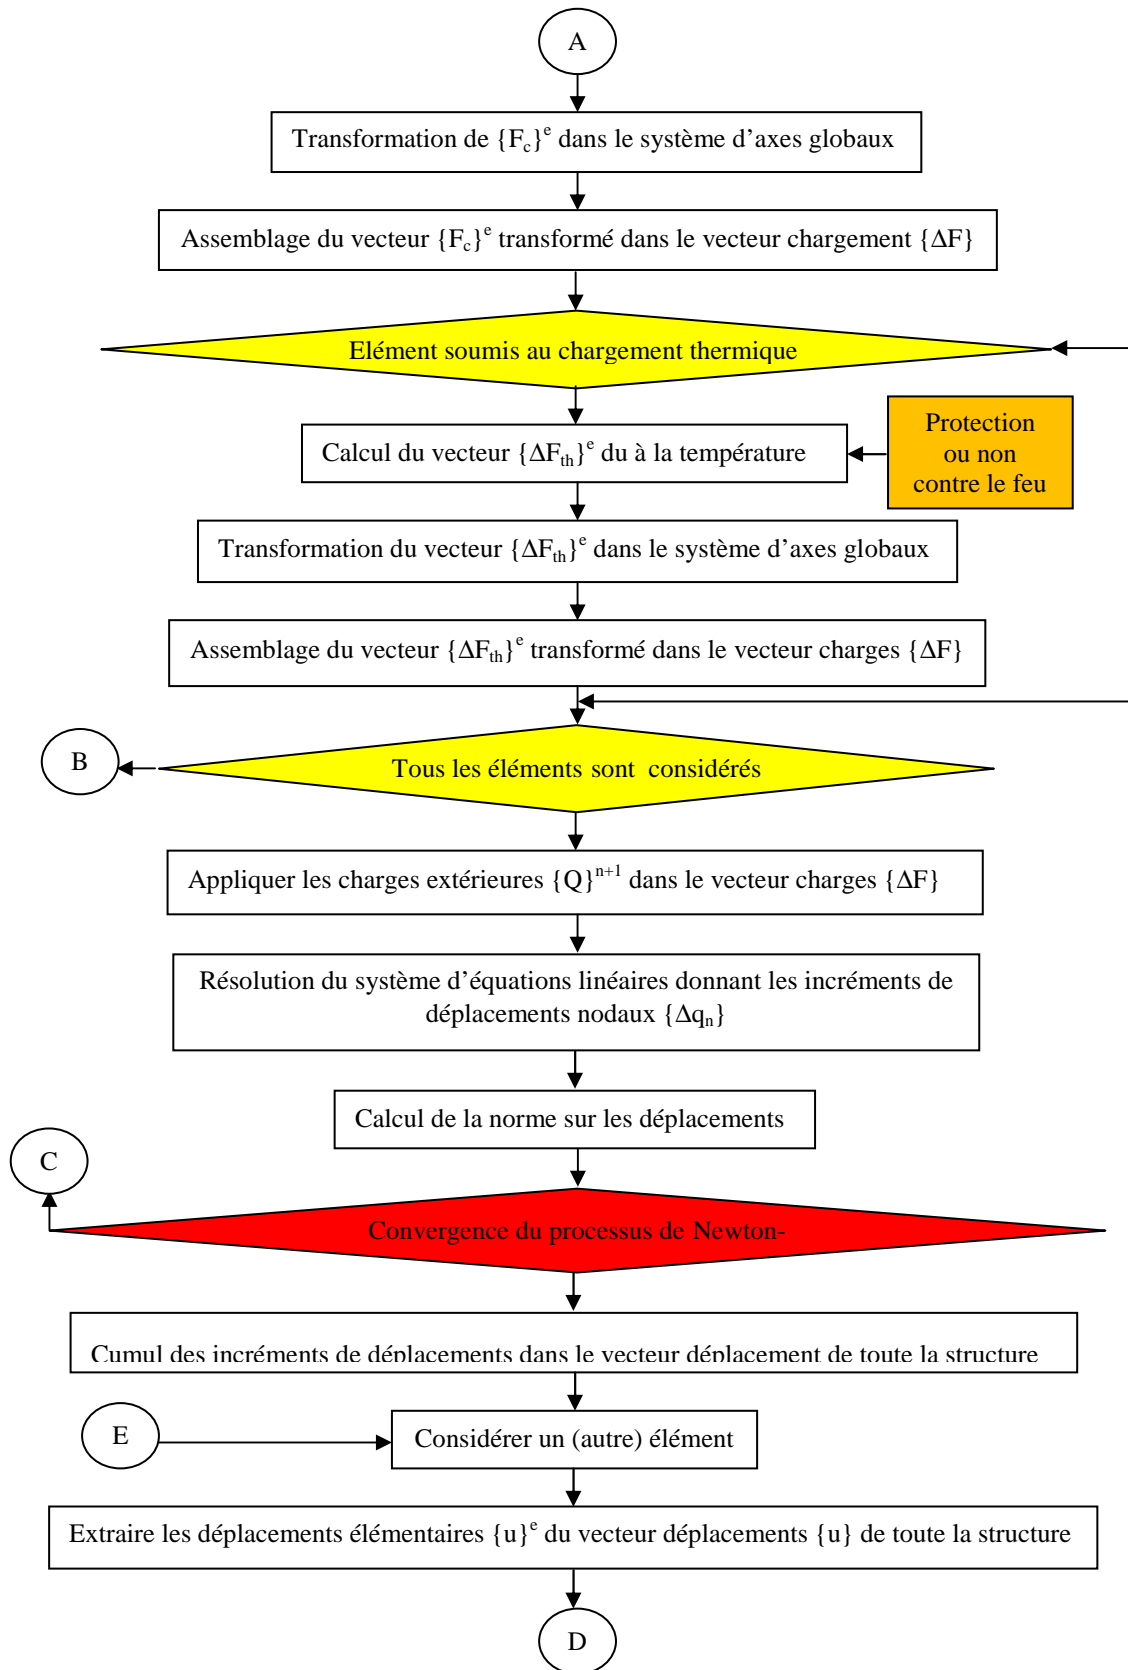 A
Transformation de {Fc}e dans le système d’axes globaux
Assemblage du vecteur {Fc}e transformé dans le vecteur chargement {ΔF}
Elément soumis au chargement thermique
Protection
ou non
contre le feu
Calcul du vecteur {ΔFth}e du à la température
Transformation du vecteur {ΔFth}e dans le système d’axes globaux
Assemblage du vecteur {ΔFth}e transformé dans le vecteur charges {ΔF}
B
Tous les éléments sont considérés
Appliquer les charges extérieures {Q}n+1 dans le vecteur charges {ΔF}
Résolution du système d’équations linéaires donnant les incréments de
déplacements nodaux {Δqn}
Calcul de la norme sur les déplacements
C
Convergence du processus de Newton-
Cumul des incréments de déplacements dans le vecteur déplacement de toute la structure
E
Considérer un (autre) élément
Extraire les déplacements élémentaires {u}e du vecteur déplacements {u} de toute la structure
D